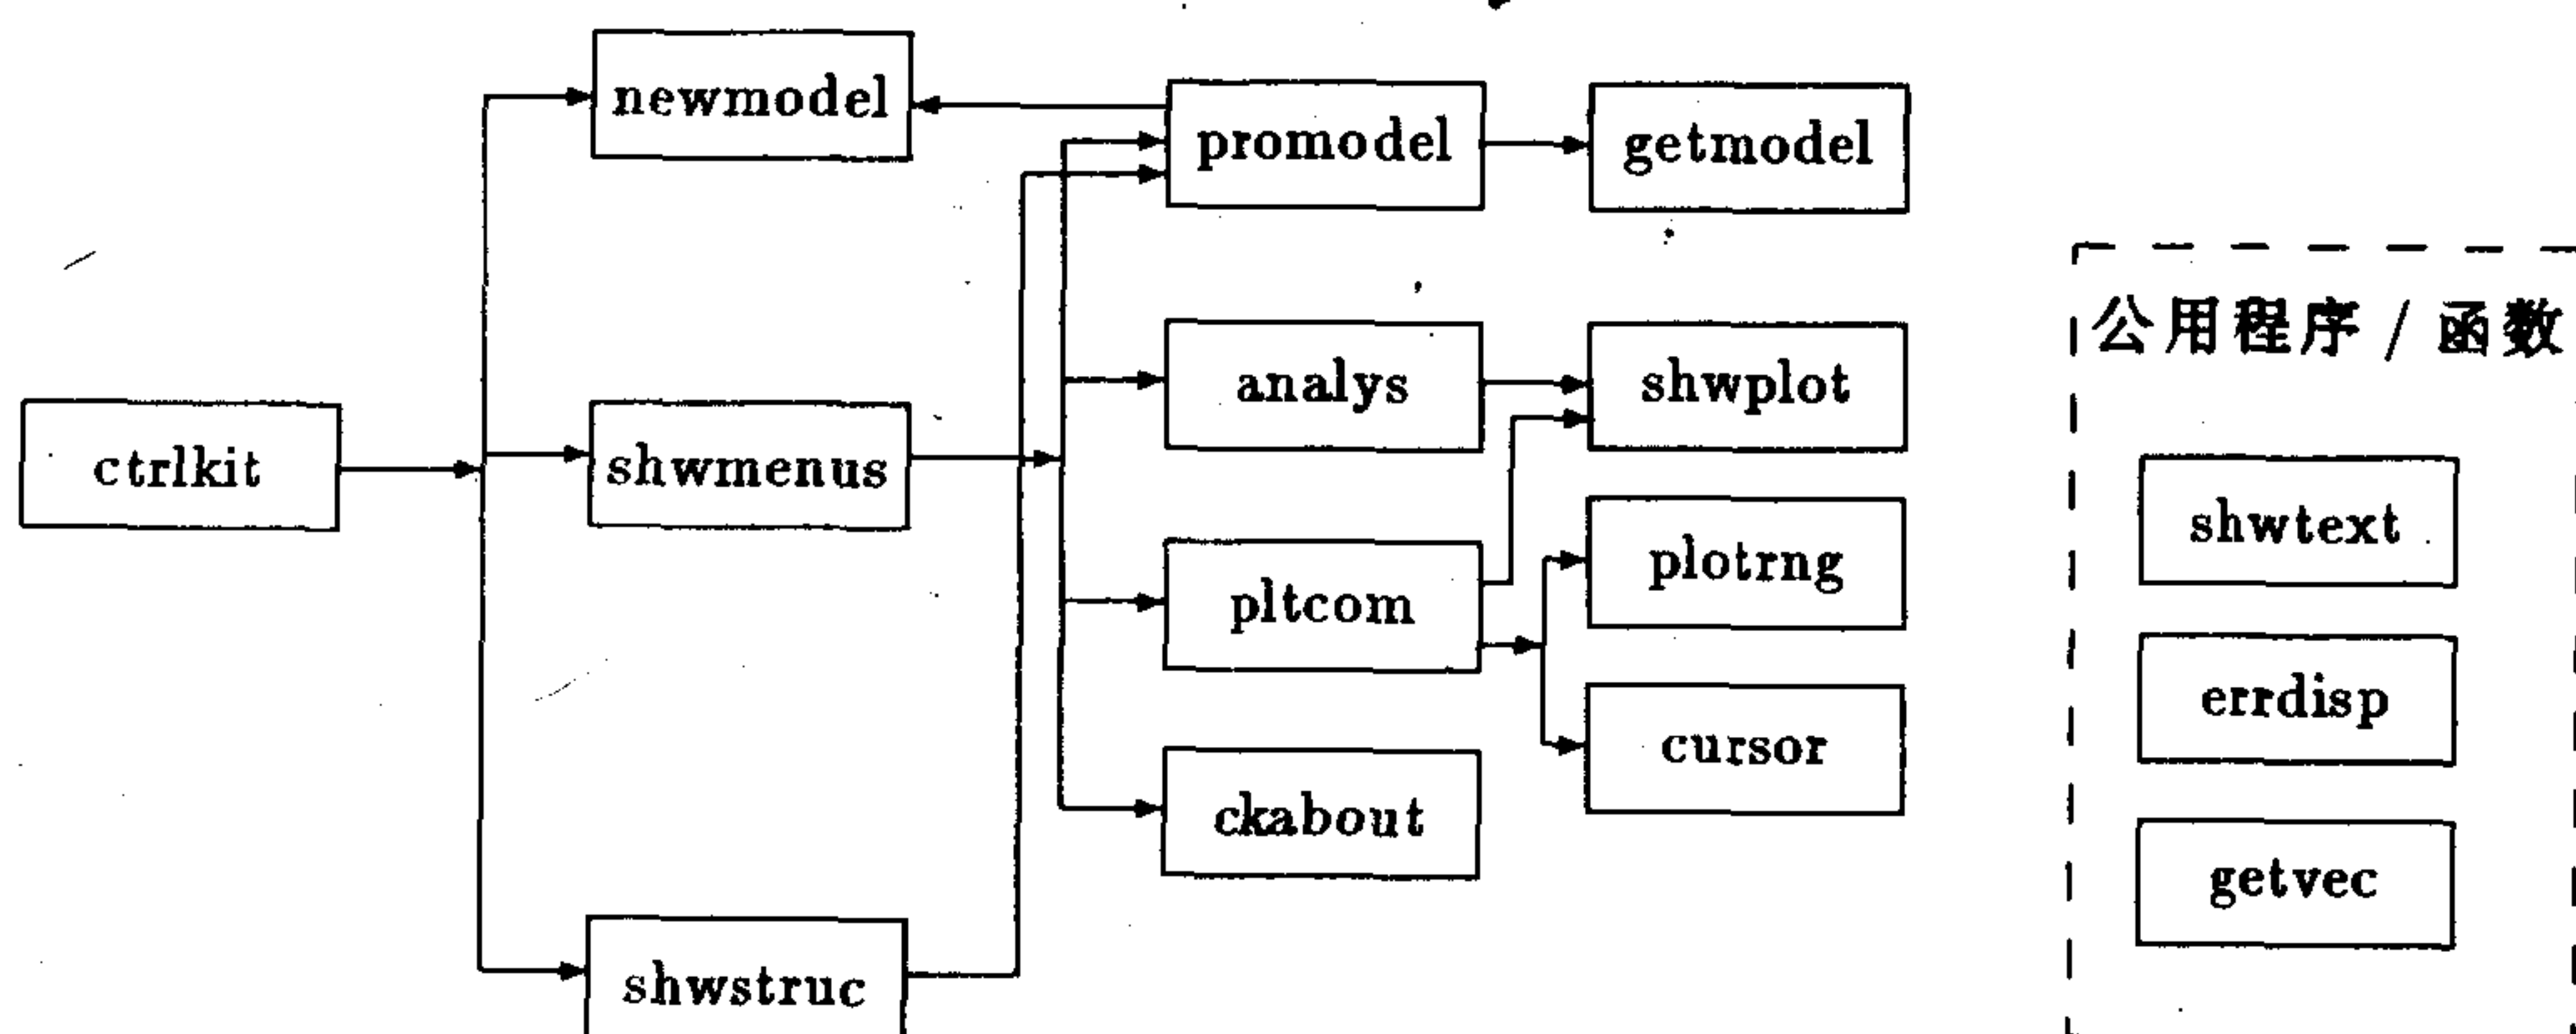 newmodel
promodel
getmodel
公用程序 / 函数
analys
shwplot
ctrlkit
shwmenus
shwtext
plotrng
pltcom
errdisp
cursor
ckabout
getvec
shwstruc